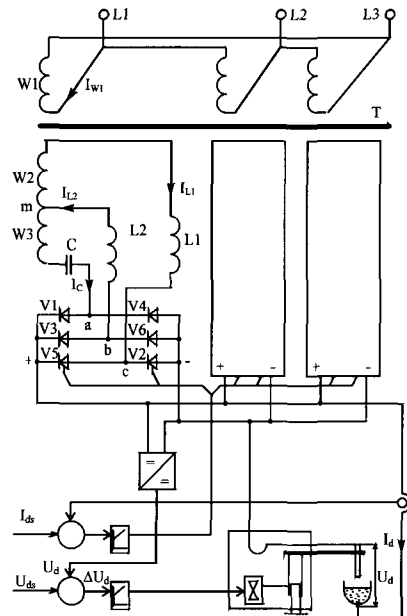 L1 L2 L3
W1 I_W1
T
W2
m I_L2 I_L1
W3 L2 L1
C
I_C
V1 a V4
V3 b V6
V5 c V2
+ -
+ - + -
= =
I_ds
I_d
U_d ΔU_d U_d
U_ds